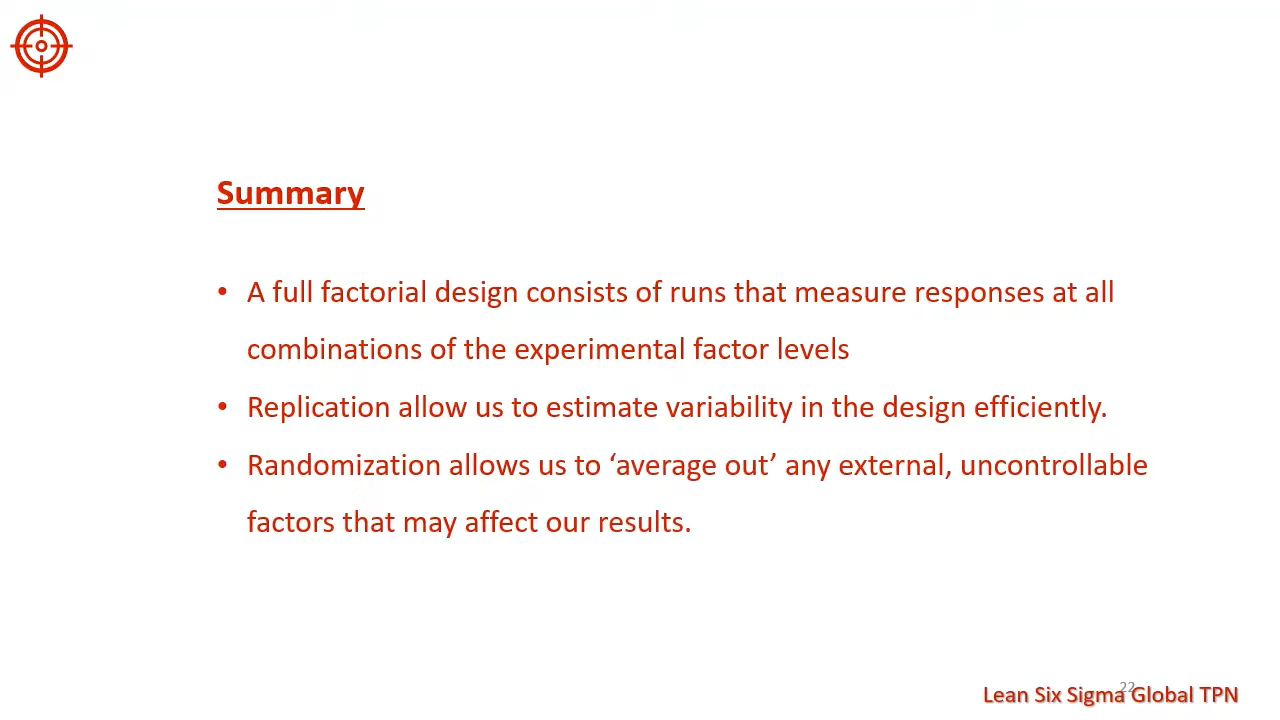 Summary
• A full factorial design consists of runs that measure responses at all
combinations of the experimental factor levels
• Replication allow us to estimate variability in the design efficiently.
• Randomization allows us to ‘average out’ any external, uncontrollable
factors that may affect our results.
22
Lean Six Sigma Global TPN